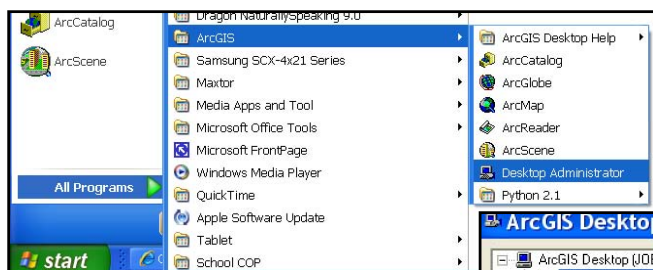 ArcCatalog
ArcScene
All Programs
start
Dragon NaturallySpeaking 9.0
ArcGIS
Samsung SCX-4x21 Series
Maxtor
Media Apps and Tool
Microsoft Office Tools
Microsoft FrontPage
Windows Media Player
QuickTime
Apple Software Update
Tablet
School COP
ArcGIS Desktop Help
ArcCatalog
ArcGlobe
ArcMap
ArcReader
ArcScene
Desktop Administrator
Python 2.1
ArcGIS Deskto
ArcGIS Desktop (JOE